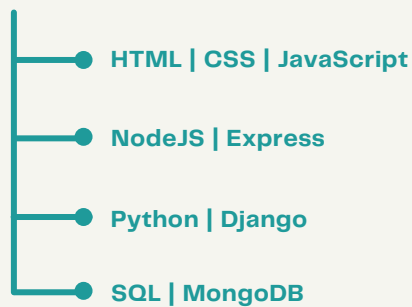 HTML | CSS | JavaScript
NodeJS | Express
Python | Django
SQL | MongoDB